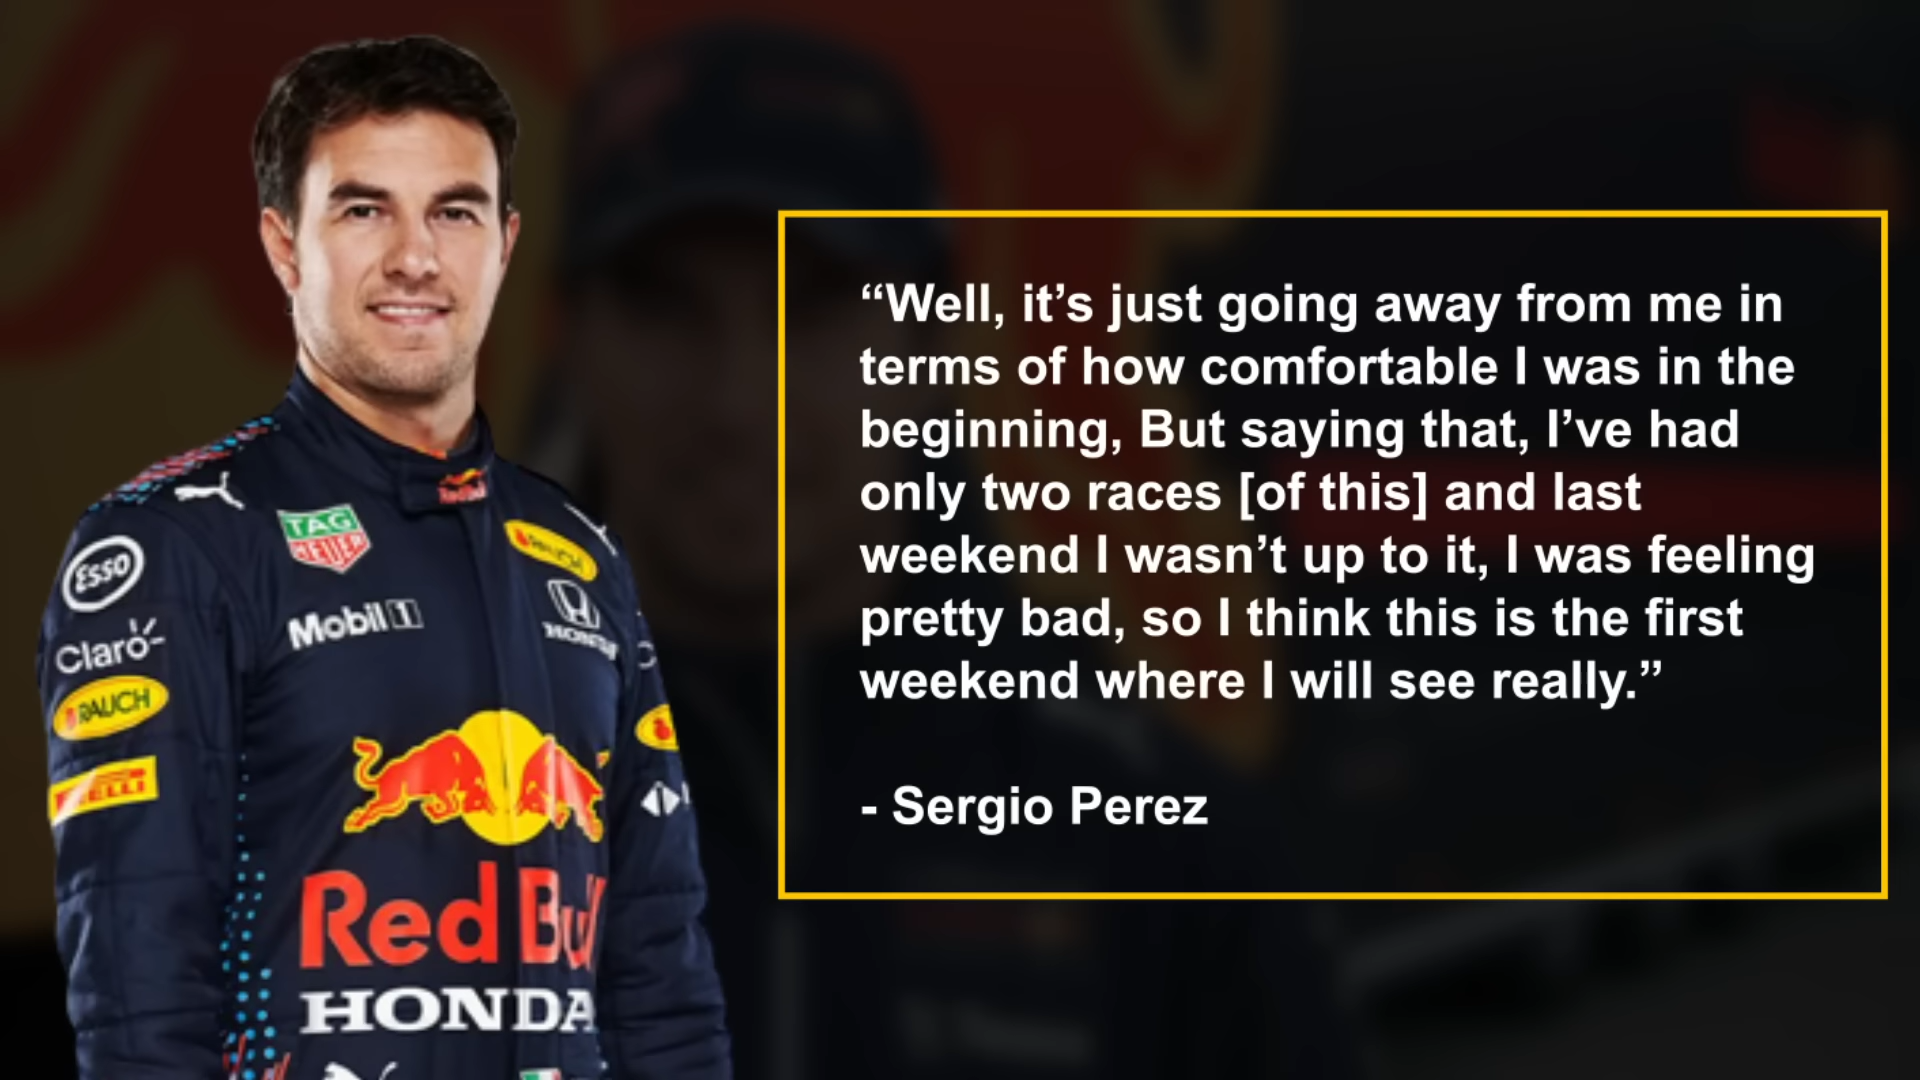 “Well, it’s just going away from me in
terms of how comfortable I was in the
beginning, But saying that, I’ve had
only two races [of this] and last
weekend I wasn’t up to it, I was feeling
pretty bad, so I think this is the first
weekend where I will see really.”
- Sergio Perez
Red Bull
TAG
HEUER
RAUCH
Esso
Mobil 1
HONDA
Claro
RAUCH
PIRELLI
Red Bull
HONDA